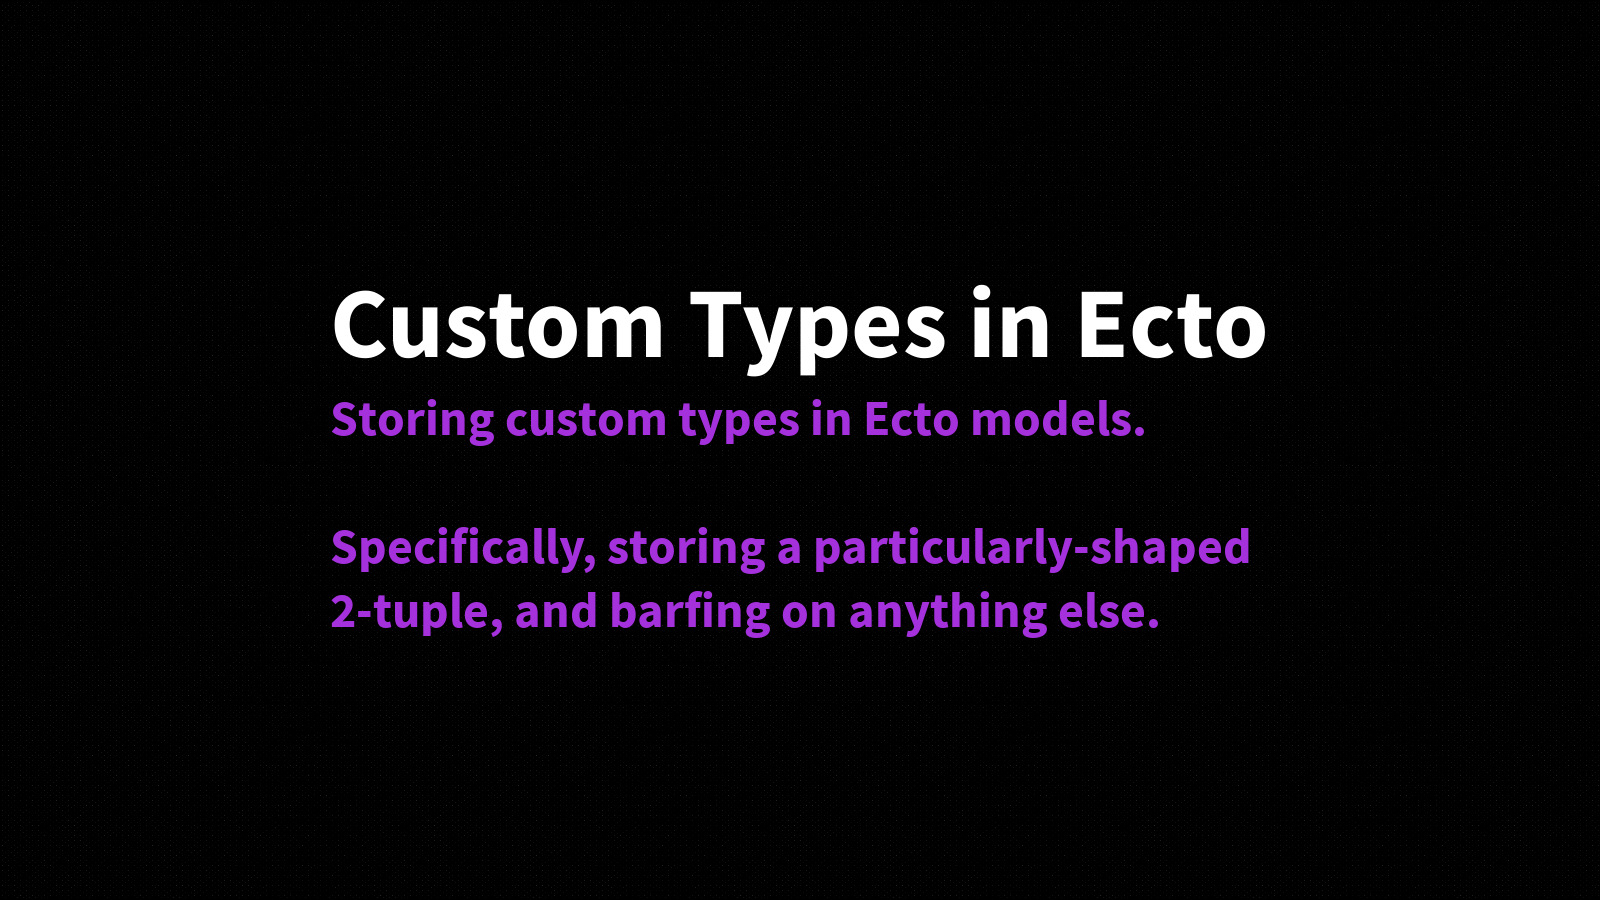 Custom Types in Ecto
Storing custom types in Ecto models.
Specifically, storing a particularly-shaped
2-tuple, and barfing on anything else.